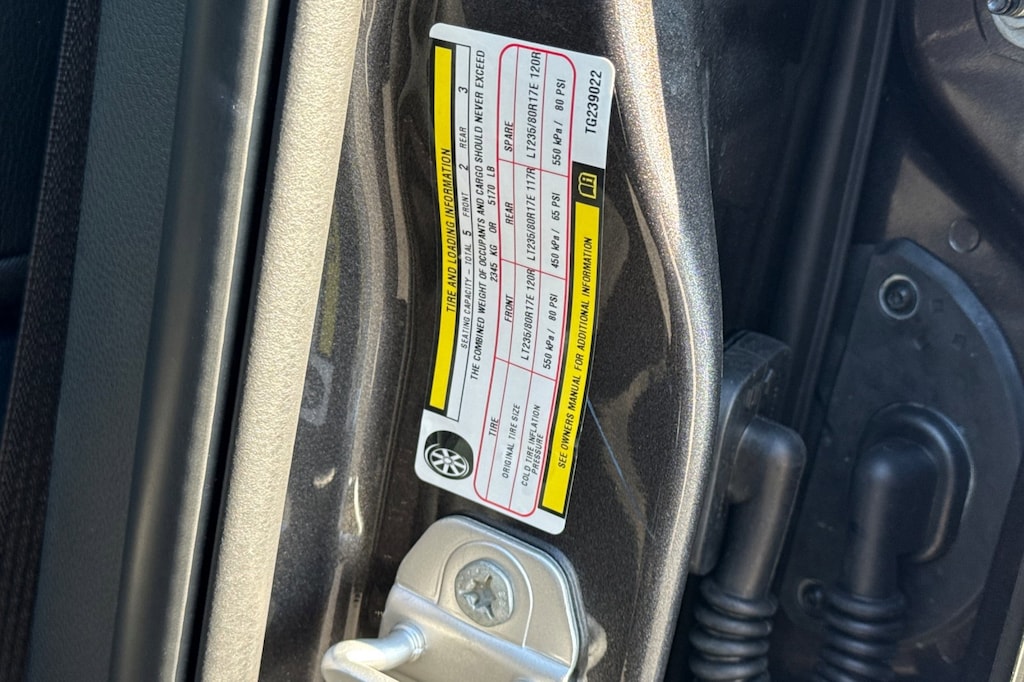 TIRE AND LOADING INFORMATION
SEATING CAPACITY - TOTAL 5 FRONT 2 REAR 3
THE COMBINED WEIGHT OF OCCUPANTS AND CARGO SHOULD NEVER EXCEED
2345 KG OR 5170 LB
TIRE FRONT REAR SPARE
ORIGINAL TIRE SIZE LT235/80R17E 120R LT235/80R17E 117R LT235/80R17E 120R
COLD TIRE INFLATION
PRESSURE 550 kPa/ 80 PSI 450 kPa/ 65 PSI 550 kPa/ 80 PSI
SEE OWNERS MANUAL FOR ADDITIONAL INFORMATION
TG239022